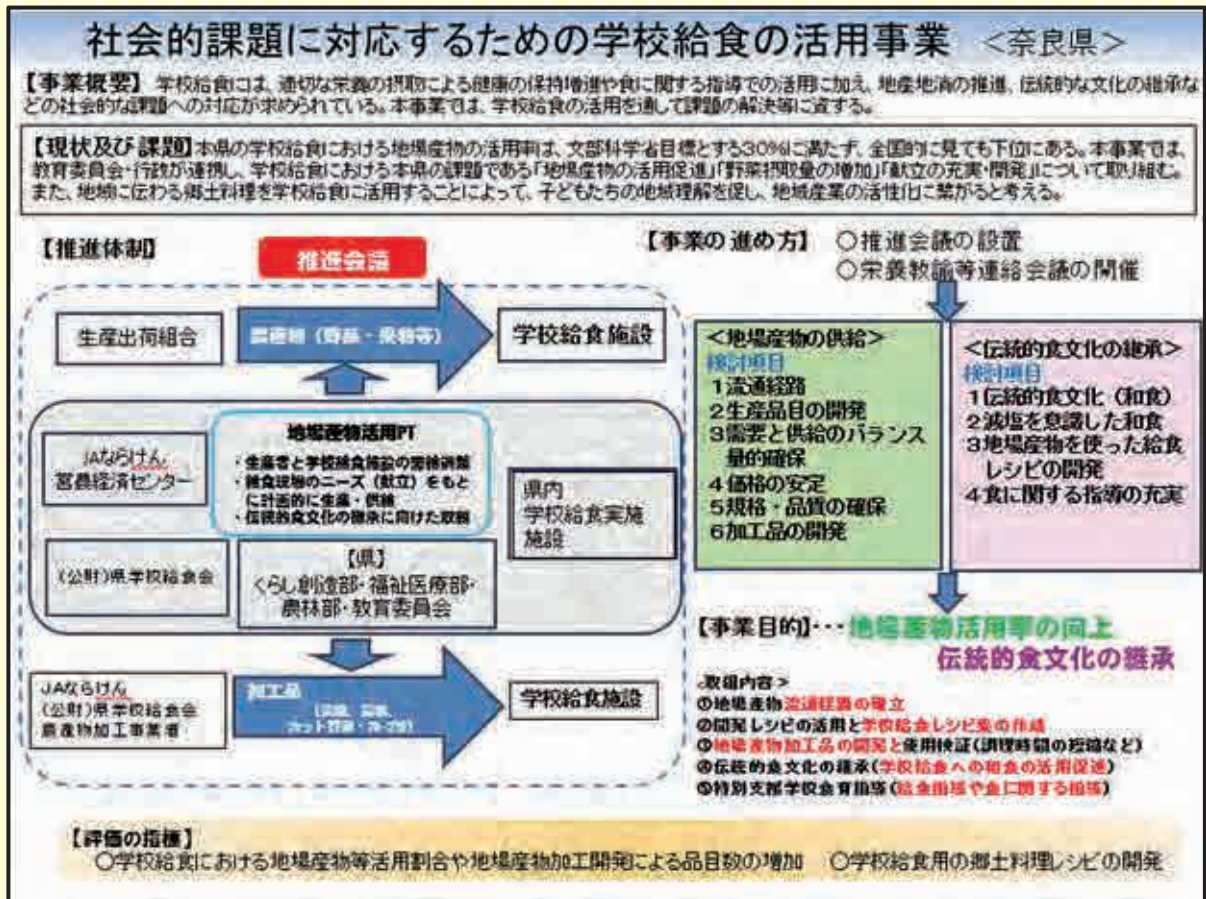 社会的課題に対応するための学校給食の活用事業 <奈良県>
【事業概要】 学校給食には、適切な栄養の摂取による健康の保持増進や食に関する指導での活用に加え、地産地消の推進、伝統的な文化の継承な
どの社会的な課題への対応が求められている。本事業では、学校給食の活用を通して課題の解決等に資する。
【現状及び課題】本県の学校給食における地場産物の活用率は、文部科学省目標とする30%に満たず、全国的に見ても下位にある。本事業では、
教育委員会・行政が連携し、学校給食における本県の課題である「地場産物の活用促進」「野菜摂取量の増加」「献立の充実・開発」について取り組む。
また、地域に伝わる郷土料理を学校給食に活用することによって、子どもたちの地域理解を促し、地域産業の活性化に繋がると考える。
【推進体制】
推進会議
生産出荷組合
農産物(野菜・果物等)
学校給食施設
JAならけん
営農経済センター
地場産物活用PT
・生産者と学校給食施設の連絡調整
・給食現場のニーズ(献立)をもと
に計画的に生産・供給
・伝統的食文化の継承に向けた取組
県内
学校給食実施
施設
(公財)県学校給食会
【県】
くらし創造部・福祉医療部・
農林部・教育委員会
JAならけん
(公財)県学校給食会
農産物加工事業者
加工品
カット野菜・
学校給食施設
【事業の進め方】 ○推進会議の設置
○栄養教諭等連絡会議の開催
<地場産物の供給>
検討項目
1流通経路
2生産品目の開発
3需要と供給のバランス
量的確保
4価格の安定
5規格・品質の確保
6加工品の開発
<伝統的食文化の継承>
検討項目
1伝統的食文化(和食)
2減塩を意識した和食
3地場産物を使った給食
レシピの開発
4食に関する指導の充実
【事業目的】・・・地場産物活用率の向上
伝統的食文化の継承
<取組内容>
①地場産物流通経路の確立
②開発レシピの活用と学校給食レシピ集の作成
③地場産物加工品の開発と使用検証(調理時間の短縮など)
④伝統的食文化の継承(学校給食への和食の活用促進)
⑤特別支援学校食育指導(給食指導や食に関する指導)
【評価の指標】
○学校給食における地場産物等活用割合や地場産物加工開発による品目数の増加 ○学校給食用の郷土料理レシピの開発